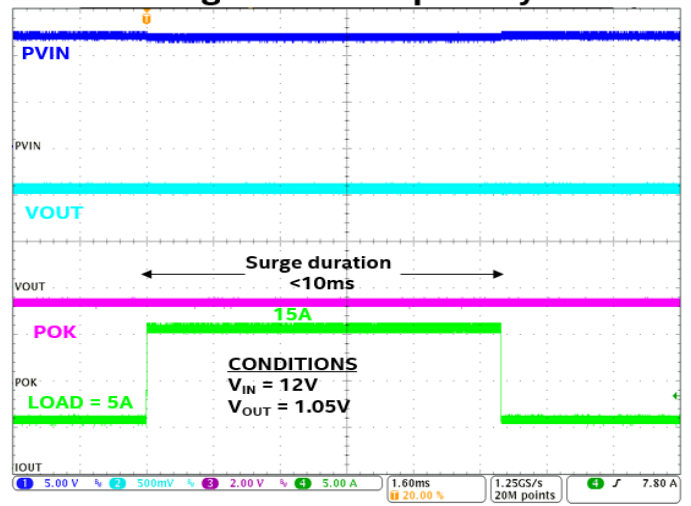 T
PVIN
PVIN
VOUT
Surge duration
<10ms
VOUT
15A
POK
CONDITIONS
VIN = 12V
POK
LOAD = 5A
VOUT = 1.05V
IOUT
1 5.00 V 2 500mV 3 2.00 V 4 5.00 A 1.60ms 1.25GS/s 4 7.80 A
T 20.00 % 20M points